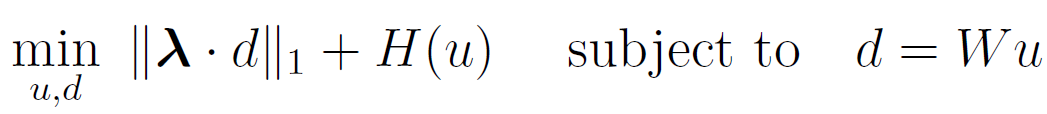 min ‖λ · d‖₁ + H(u) subject to d = Wu
u,d